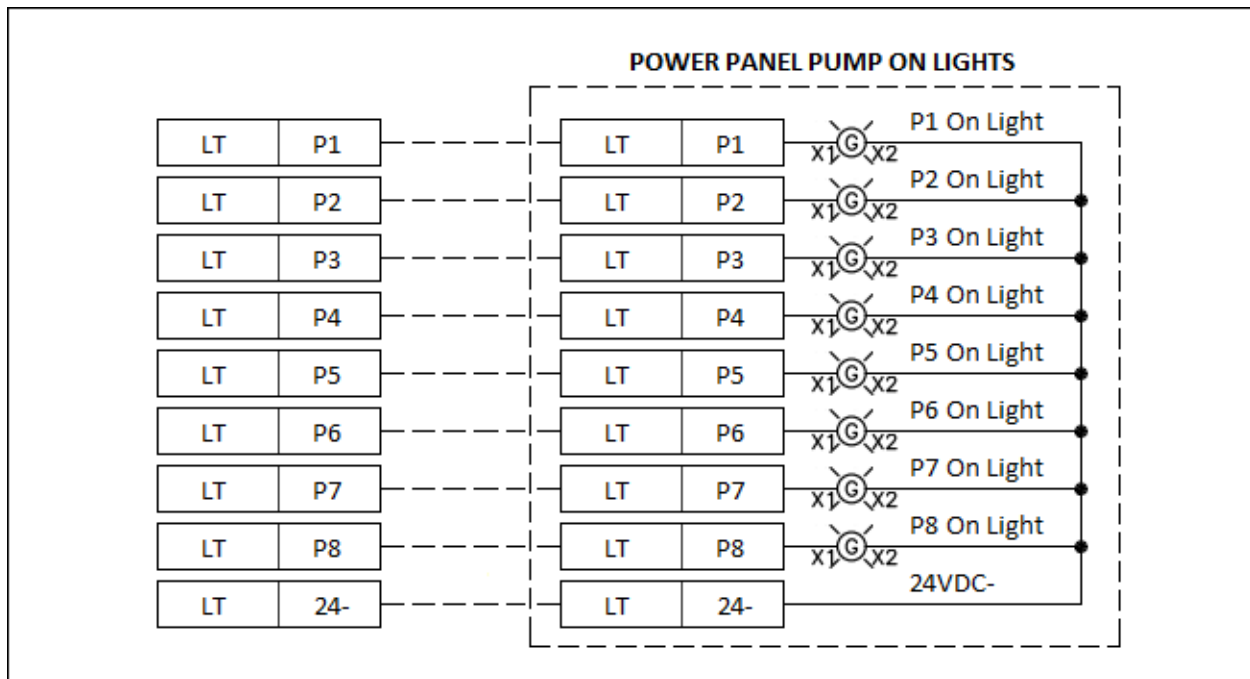 POWER PANEL PUMP ON LIGHTS
LT P1 LT P1 X1 G X2 P1 On Light
LT P2 LT P2 X1 G X2 P2 On Light
LT P3 LT P3 X1 G X2 P3 On Light
LT P4 LT P4 X1 G X2 P4 On Light
LT P5 LT P5 X1 G X2 P5 On Light
LT P6 LT P6 X1 G X2 P6 On Light
LT P7 LT P7 X1 G X2 P7 On Light
LT P8 LT P8 X1 G X2 P8 On Light
LT 24- LT 24- 24VDC-